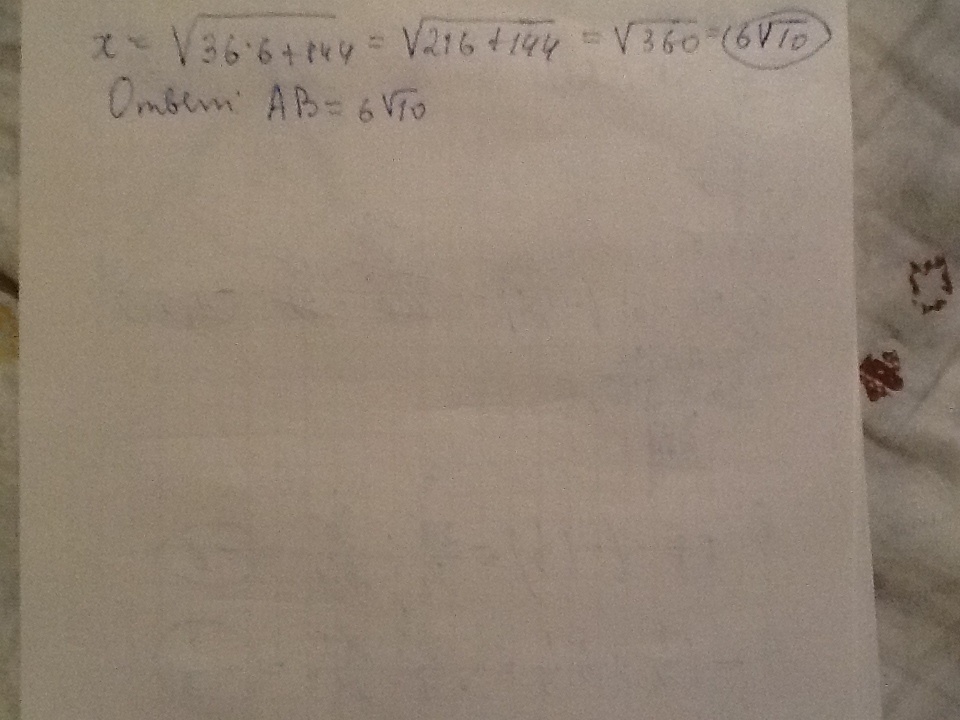 x = √36·6+144 = √216+144 = √360 = 6√10
Ответ: AB = 6√10